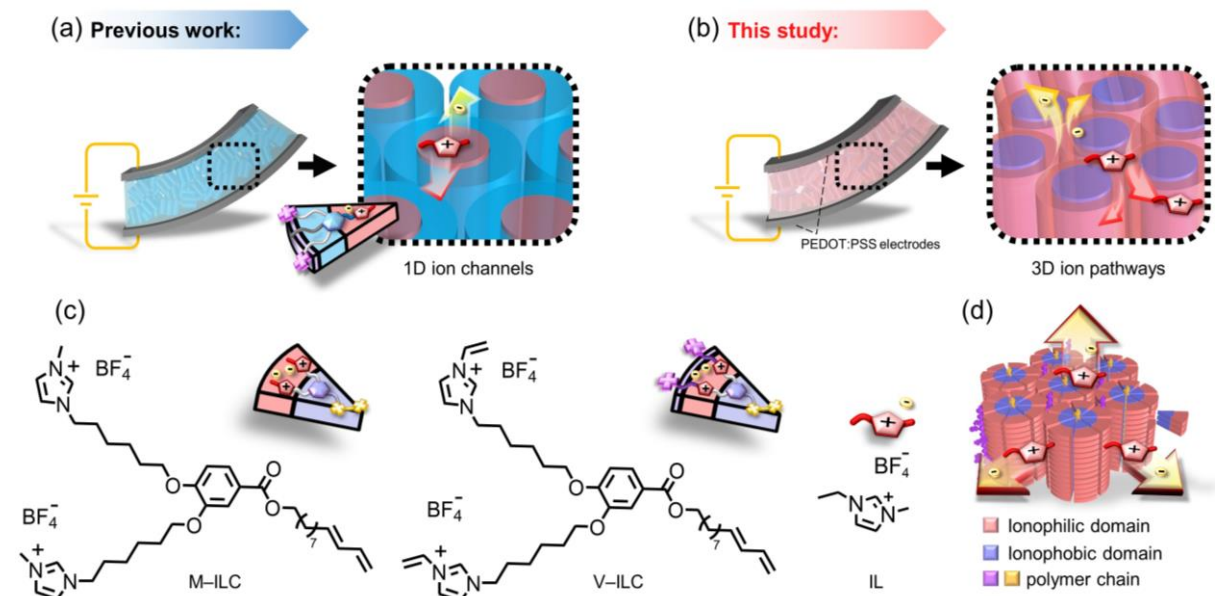 (a) Previous work:
1D ion channels
(b) This study:
PEDOT:PSS electrodes
3D ion pathways
(c)
N
+
BF₄⁻
N
O
O
O
O
7
BF₄⁻
N
+
N
M–ILC
N
+
BF₄⁻
N
O
O
O
O
7
BF₄⁻
N
+
N
V–ILC
BF₄⁻
N
+
N
IL
(d)
Ionophilic domain
Ionophobic domain
polymer chain